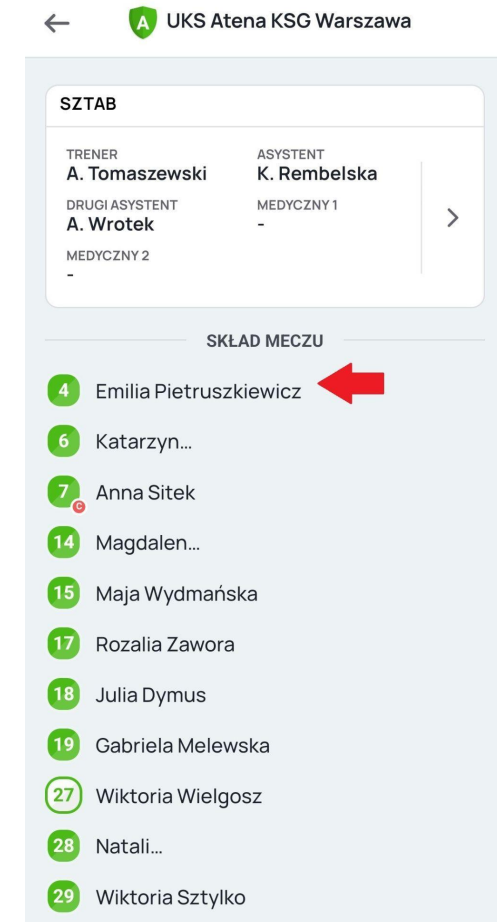 A UKS Atena KSG Warszawa
SZTAB
TRENER ASYSTENT
A. Tomaszewski K. Rembelska
DRUGI ASYSTENT MEDYCZNY 1
A. Wrotek -
MEDYCZNY 2
-
SKŁAD MECZU
4 Emilia Pietruszkiewicz
6 Katarzyn...
7 C Anna Sitek
14 Magdalen...
15 Maja Wydmańska
17 Rozalia Zawora
18 Julia Dymus
19 Gabriela Melewska
27 Wiktoria Wielgosz
28 Natali...
29 Wiktoria Sztylko